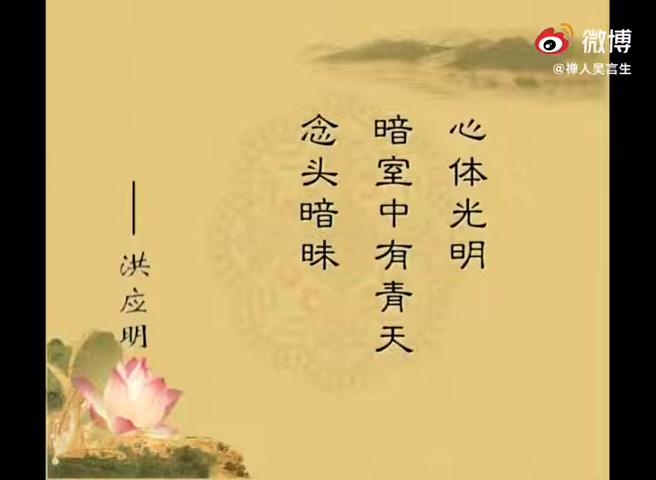 心体光明
暗室中有青天
念头暗昧
——洪应明
微博
@禅人吴言生